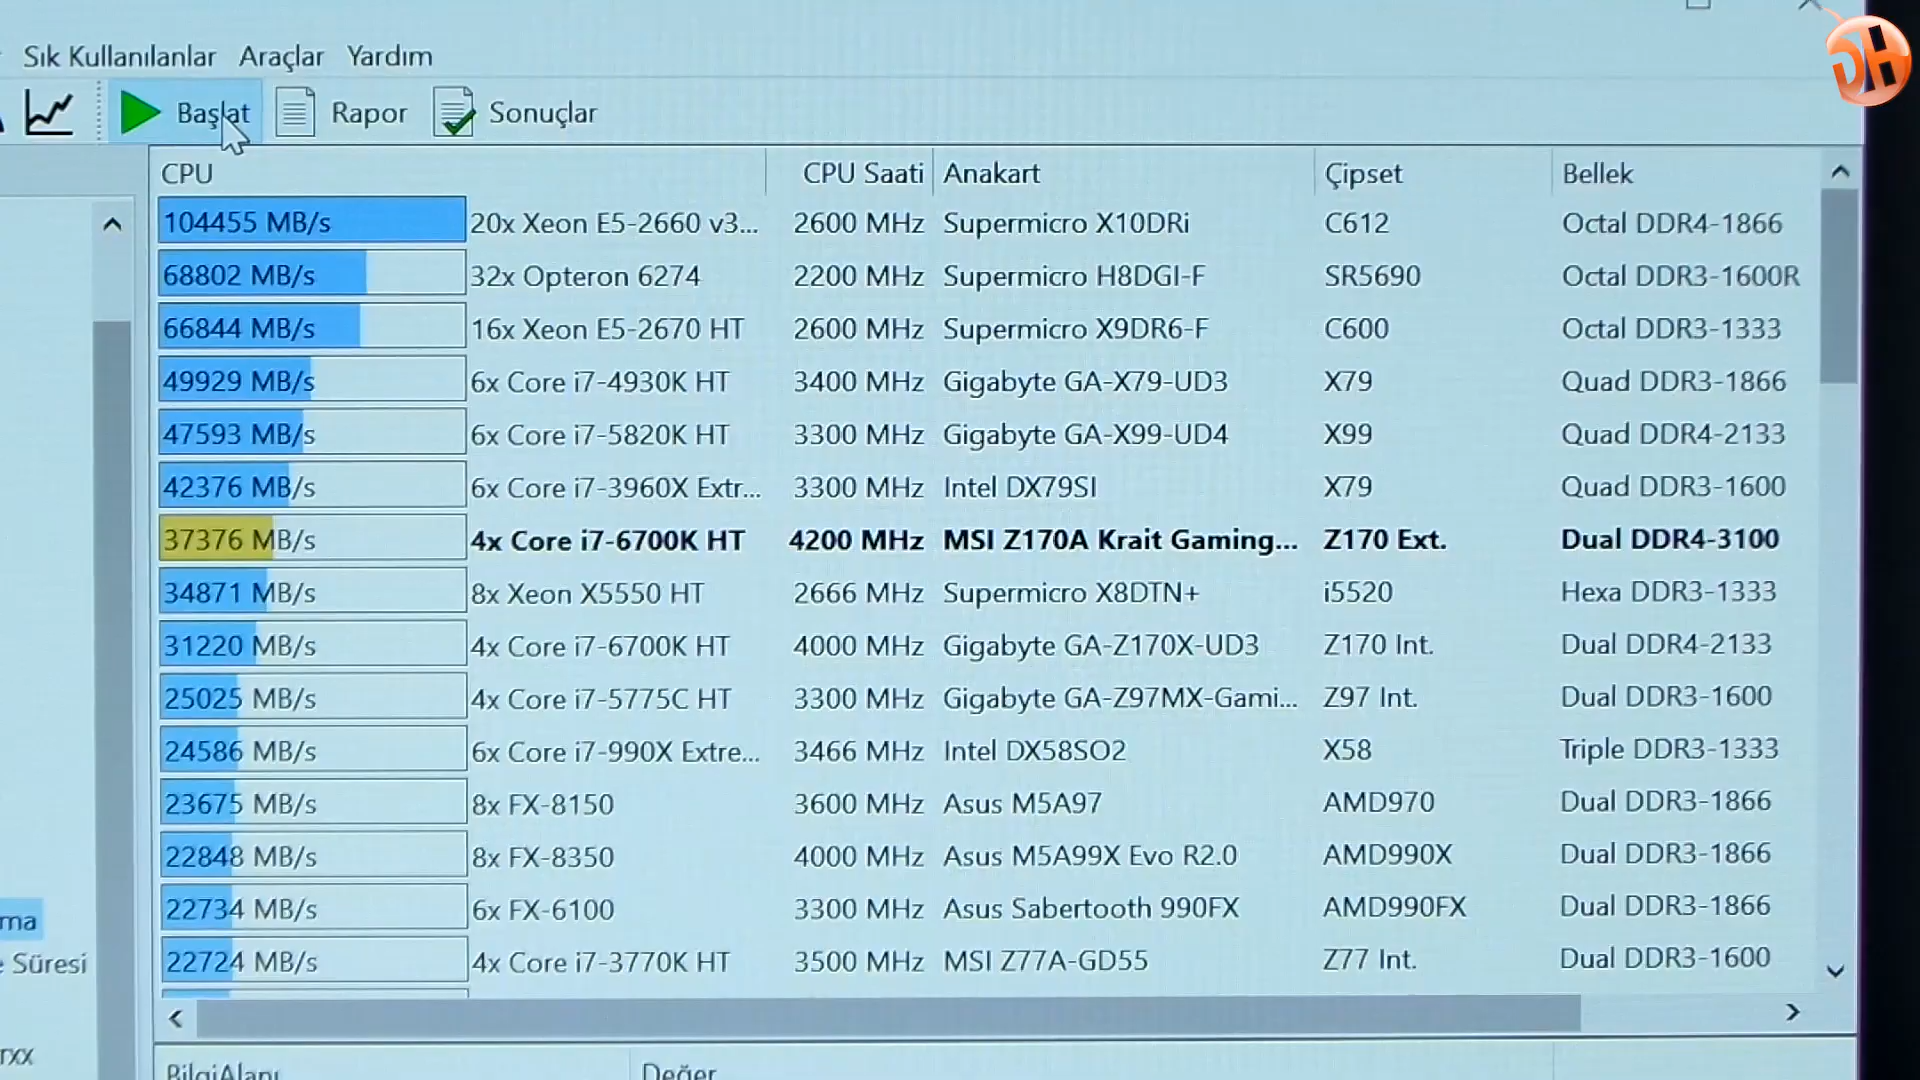 Sık Kullanılanlar Araçlar Yardım
Başlat Rapor Sonuçlar
CPU CPU Saati Anakart Çipset Bellek
104455 MB/s 20x Xeon E5-2660 v3... 2600 MHz Supermicro X10DRi C612 Octal DDR4-1866
68802 MB/s 32x Opteron 6274 2200 MHz Supermicro H8DGI-F SR5690 Octal DDR3-1600R
66844 MB/s 16x Xeon E5-2670 HT 2600 MHz Supermicro X9DR6-F C600 Octal DDR3-1333
49929 MB/s 6x Core i7-4930K HT 3400 MHz Gigabyte GA-X79-UD3 X79 Quad DDR3-1866
47593 MB/s 6x Core i7-5820K HT 3300 MHz Gigabyte GA-X99-UD4 X99 Quad DDR4-2133
42376 MB/s 6x Core i7-3960X Extr... 3300 MHz Intel DX79SI X79 Quad DDR3-1600
37376 MB/s 4x Core i7-6700K HT 4200 MHz MSI Z170A Krait Gaming... Z170 Ext. Dual DDR4-3100
34871 MB/s 8x Xeon X5550 HT 2666 MHz Supermicro X8DTN+ i5520 Hexa DDR3-1333
31220 MB/s 4x Core i7-6700K HT 4000 MHz Gigabyte GA-Z170X-UD3 Z170 Int. Dual DDR4-2133
25025 MB/s 4x Core i7-5775C HT 3300 MHz Gigabyte GA-Z97MX-Gami... Z97 Int. Dual DDR3-1600
24586 MB/s 6x Core i7-990X Extre... 3466 MHz Intel DX58SO2 X58 Triple DDR3-1333
23675 MB/s 8x FX-8150 3600 MHz Asus M5A97 AMD970 Dual DDR3-1866
22848 MB/s 8x FX-8350 4000 MHz Asus M5A99X Evo R2.0 AMD990X Dual DDR3-1866
22734 MB/s 6x FX-6100 3300 MHz Asus Sabertooth 990FX AMD990FX Dual DDR3-1866
22724 MB/s 4x Core i7-3770K HT 3500 MHz MSI Z77A-GD55 Z77 Int. Dual DDR3-1600
ma
Süresi
rxx
BilgiAlanı Değer
DH